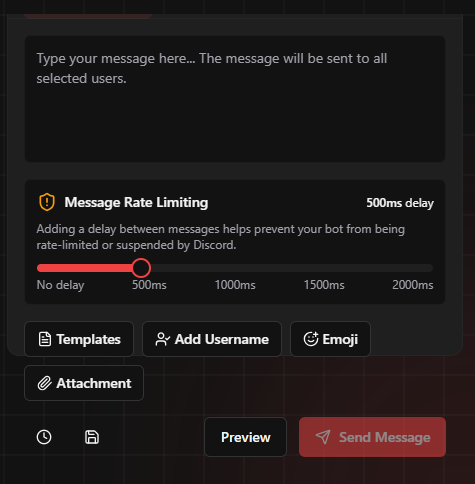 Type your message here... The message will be sent to all
selected users.
Message Rate Limiting
500ms delay
Adding a delay between messages helps prevent your bot from being
rate-limited or suspended by Discord.
No delay 500ms 1000ms 1500ms 2000ms
Templates Add Username Emoji
Attachment
Preview Send Message